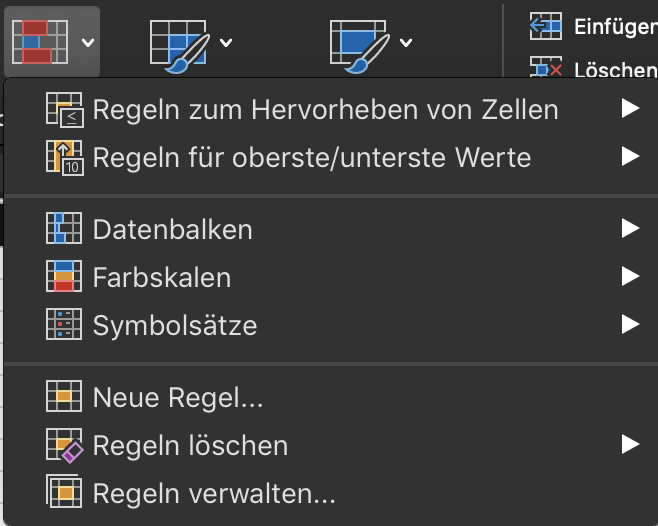 Einfügen
Löschen
Regeln zum Hervorheben von Zellen
≤
Regeln für oberste/unterste Werte
10
Datenbalken
Farbskalen
Symbolsätze
Neue Regel...
Regeln löschen
Regeln verwalten...